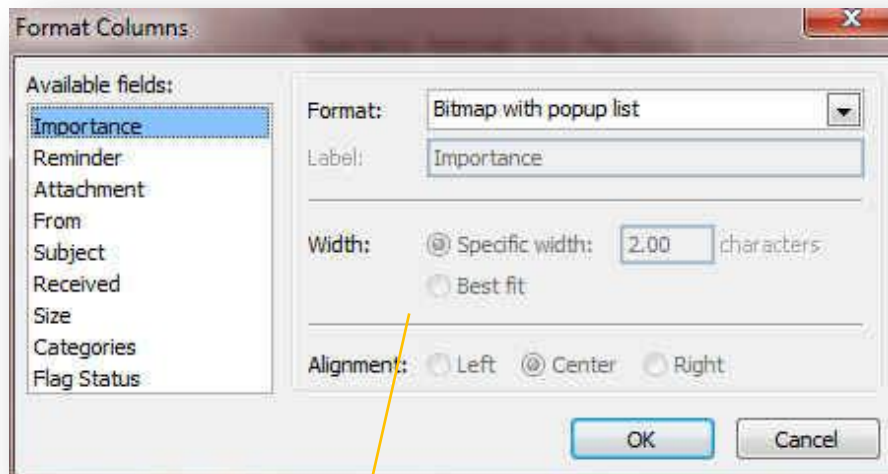 Format Columns
Available fields:
Importance
Reminder
Attachment
From
Subject
Received
Size
Categories
Flag Status
Format: Bitmap with popup list
Label: Importance
Width: Specific width: 2.00 characters
Best fit
Alignment: Left Center Right
OK Cancel